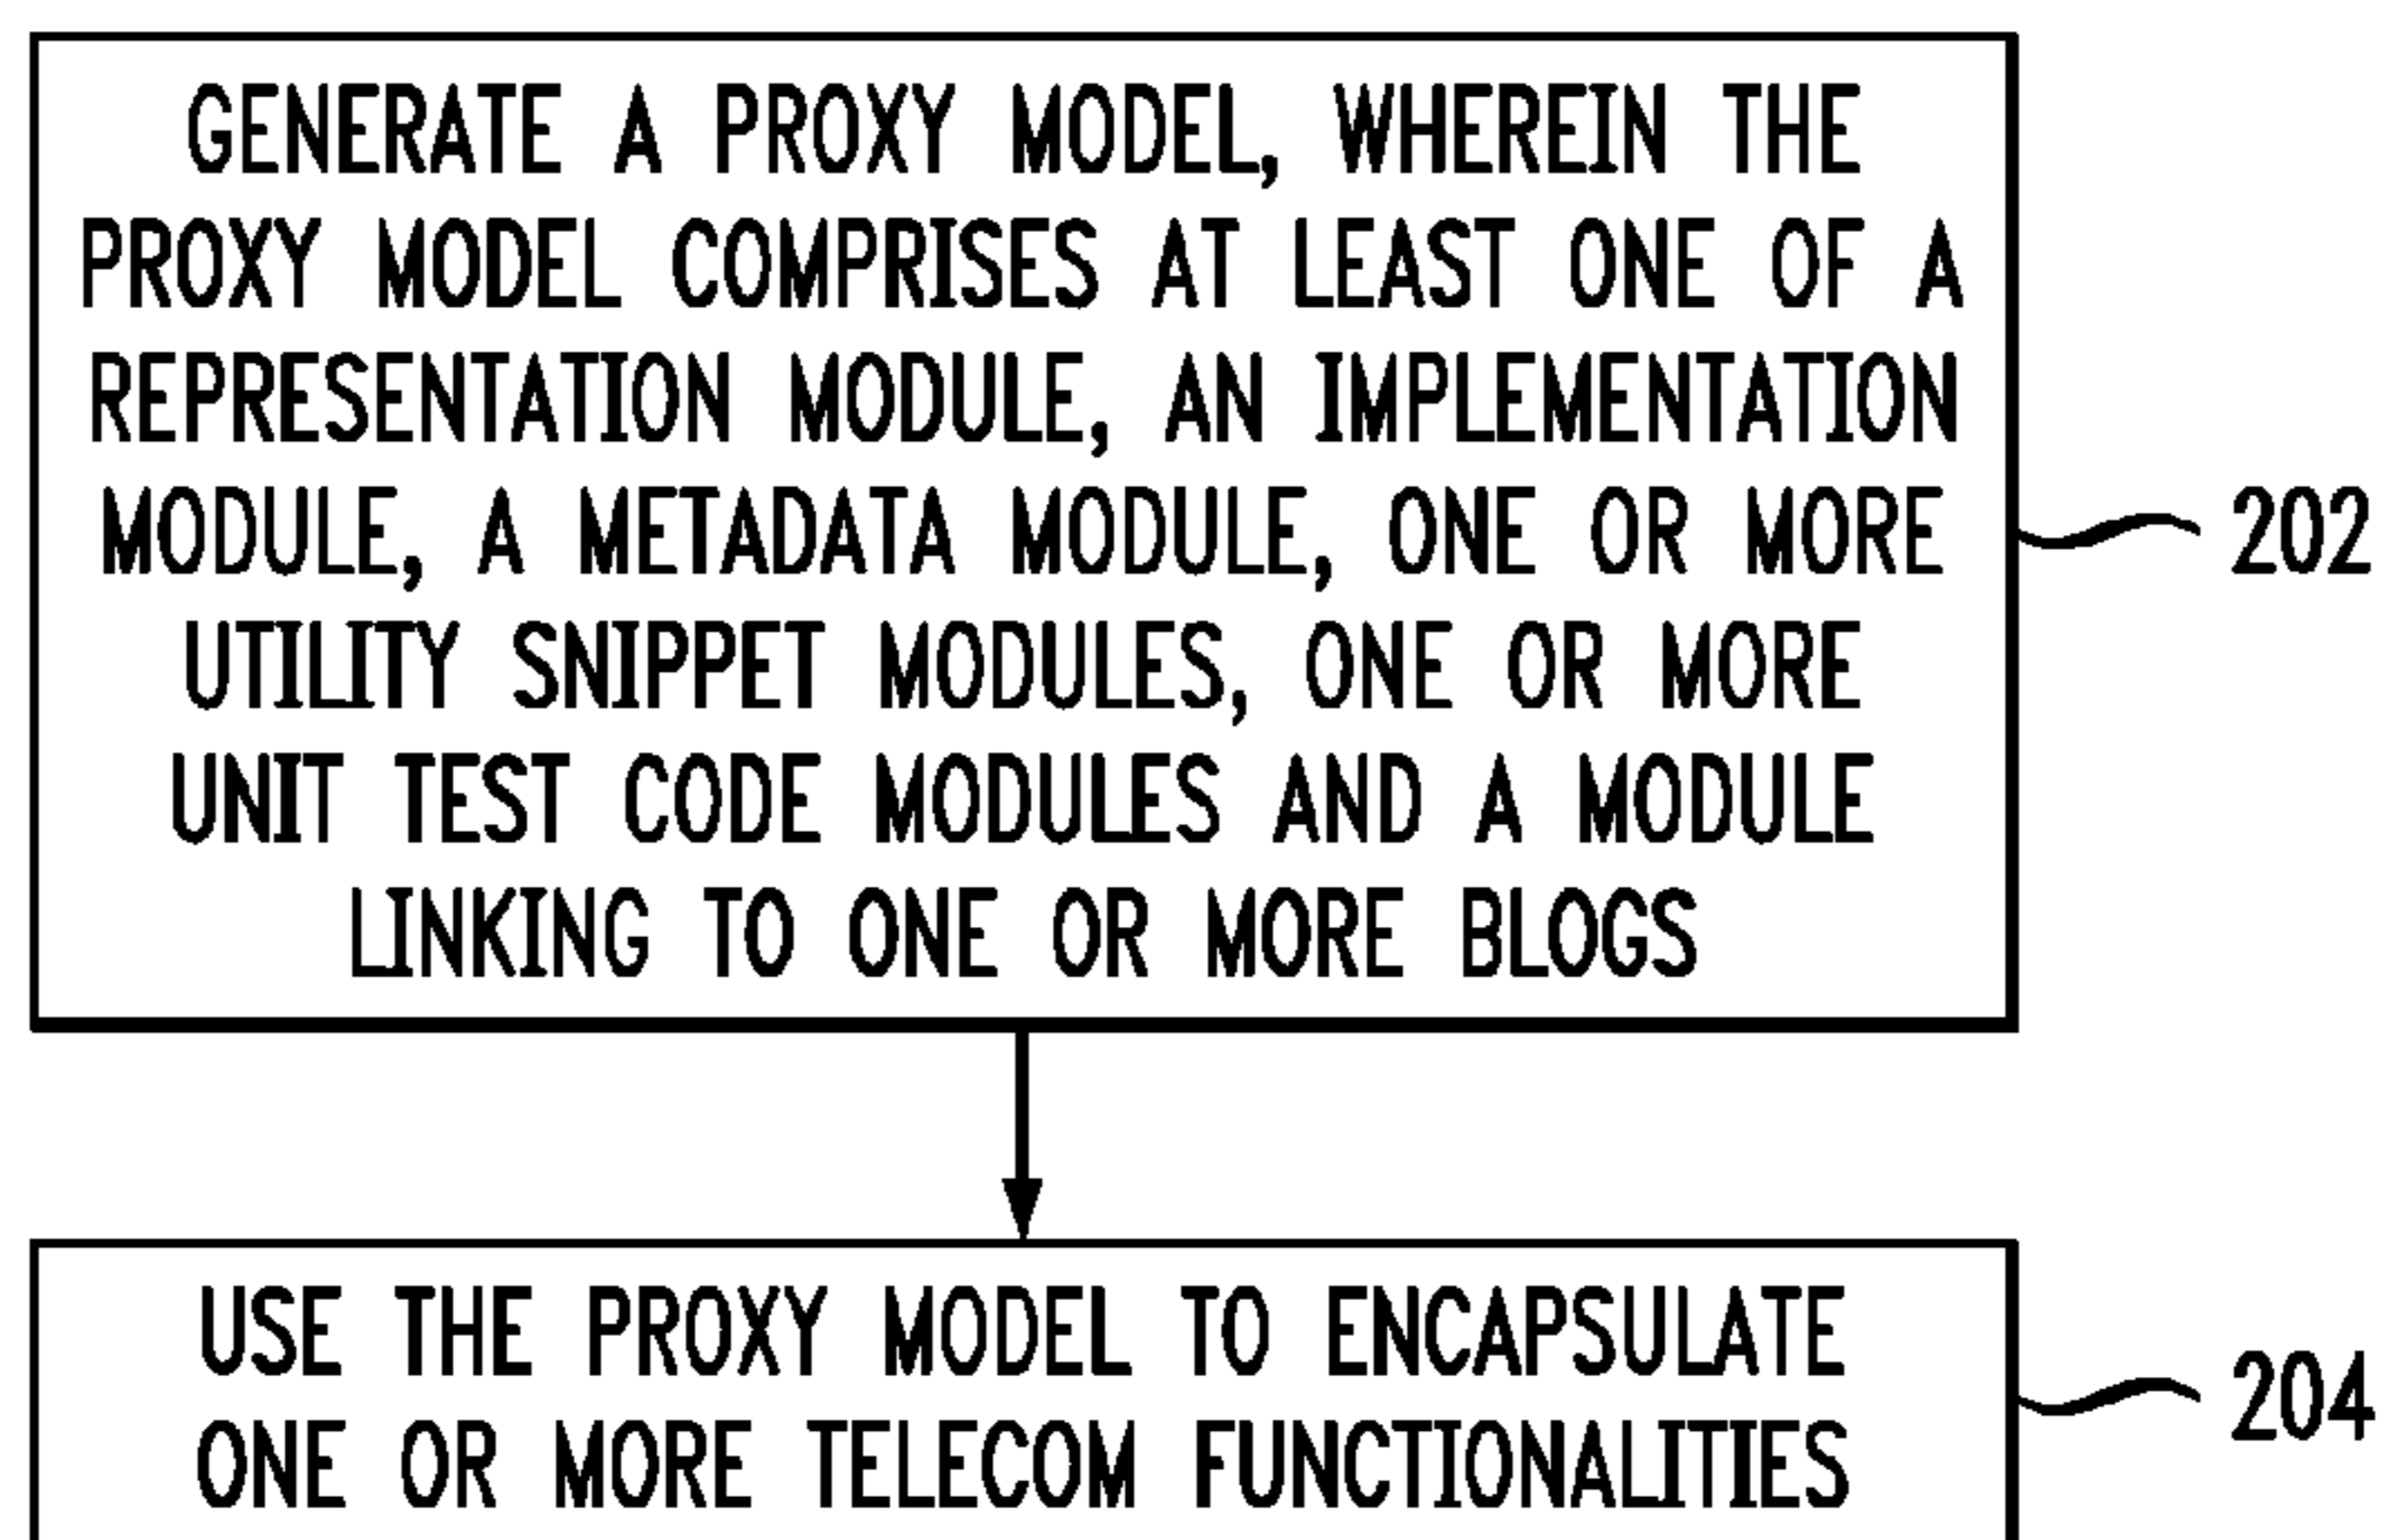 GENERATE A PROXY MODEL, WHEREIN THE
PROXY MODEL COMPRISES AT LEAST ONE OF A
REPRESENTATION MODULE, AN IMPLEMENTATION
MODULE, A METADATA MODULE, ONE OR MORE
UTILITY SNIPPET MODULES, ONE OR MORE
UNIT TEST CODE MODULES AND A MODULE
LINKING TO ONE OR MORE BLOGS
202
USE THE PROXY MODEL TO ENCAPSULATE
ONE OR MORE TELECOM FUNCTIONALITIES
204